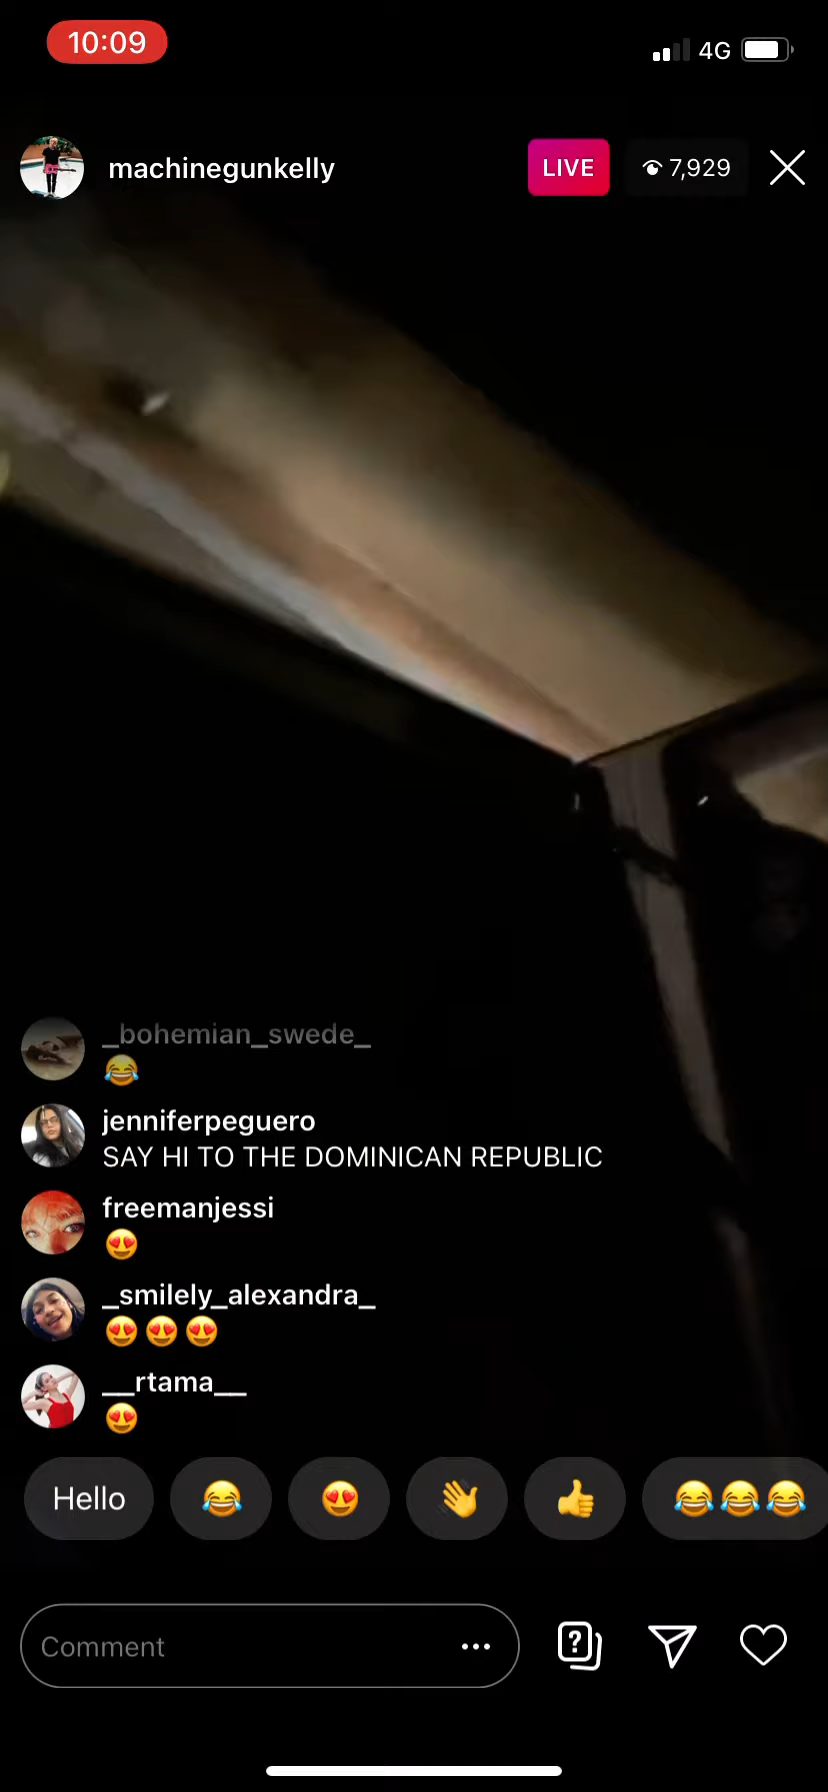 10:09
4G
machinegunkelly
LIVE
7,929
_bohemian_swede_
😂
jenniferpeguero
SAY HI TO THE DOMINICAN REPUBLIC
freemanjessi
😍
_smilely_alexandra_
😍😍😍
__rtama__
😍
Hello 😂 😍 👋 👍 😂😂😂
Comment